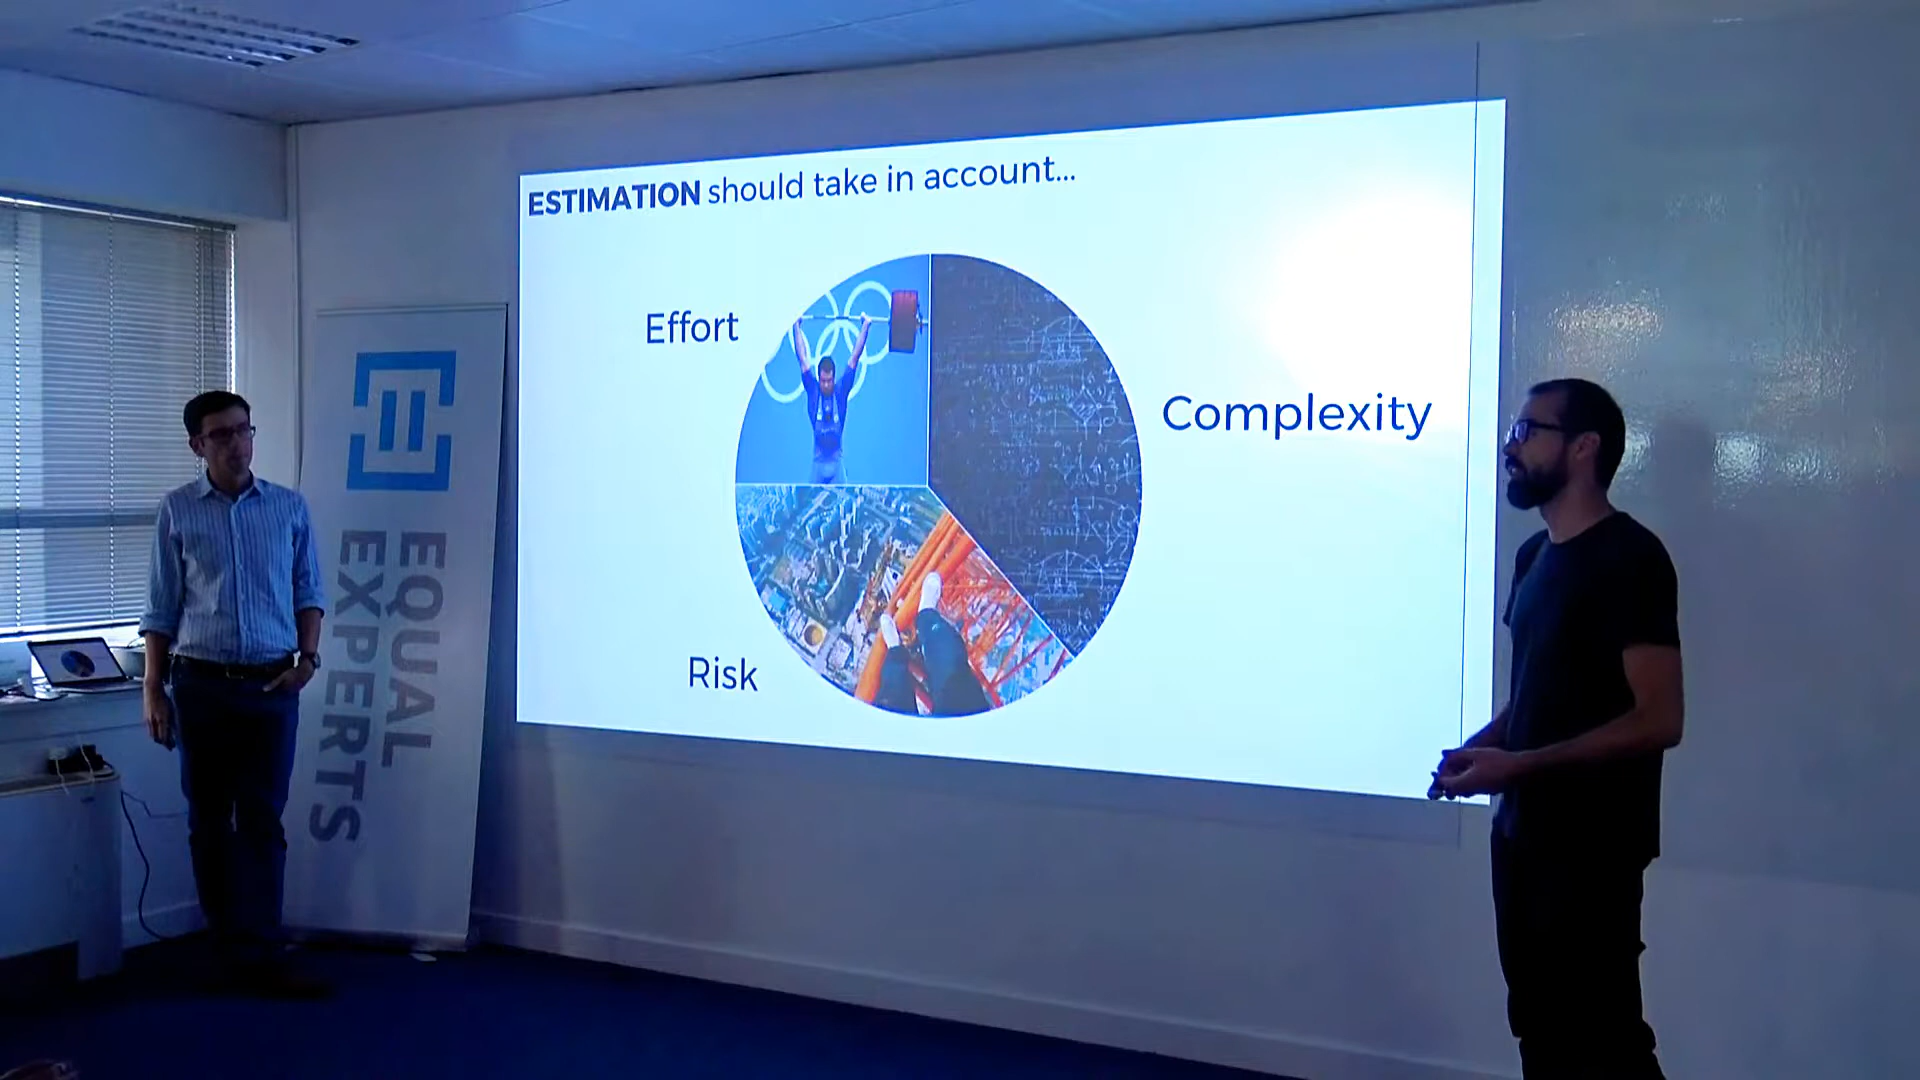 ESTIMATION should take in account...
Effort
Complexity
Risk
EQUAL
EXPERTS